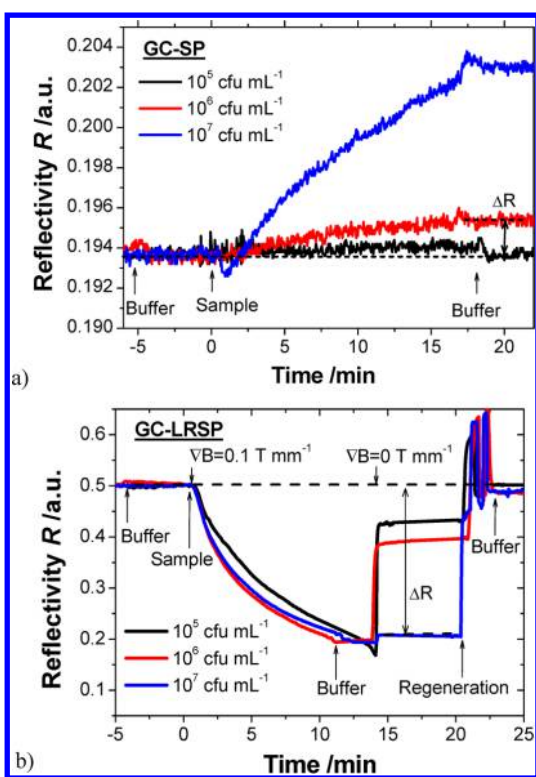 0.204
0.202
0.200
0.198
0.196
0.194
0.192
0.190
Reflectivity R /a.u.
GC-SP
10⁵ cfu mL⁻¹
10⁶ cfu mL⁻¹
10⁷ cfu mL⁻¹
ΔR
Buffer
Sample
Buffer
-5 0 5 10 15 20
Time /min
a)
0.6
0.5
0.4
0.3
0.2
0.1
Reflectivity R /a.u.
GC-LRSP
∇B=0.1 T mm⁻¹
∇B=0 T mm⁻¹
Buffer
Sample
Buffer
ΔR
10⁵ cfu mL⁻¹
10⁶ cfu mL⁻¹
10⁷ cfu mL⁻¹
Buffer
Regeneration
-5 0 5 10 15 20 25
Time /min
b)